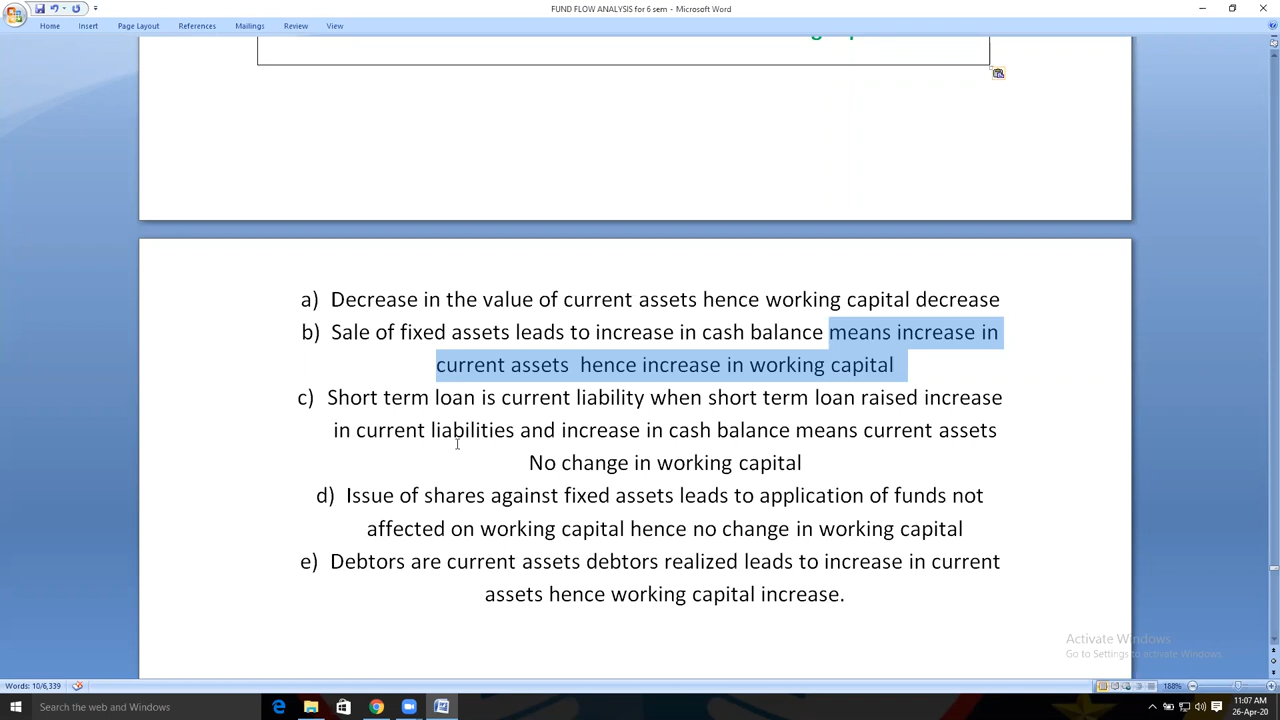 FUND FLOW ANALYSIS for 6 sem - Microsoft Word
Home Insert Page Layout References Mailings Review View
a) Decrease in the value of current assets hence working capital decrease
b) Sale of fixed assets leads to increase in cash balance means increase in
current assets hence increase in working capital
c) Short term loan is current liability when short term loan raised increase
in current liabilities and increase in cash balance means current assets
No change in working capital
d) Issue of shares against fixed assets leads to application of funds not
affected on working capital hence no change in working capital
e) Debtors are current assets debtors realized leads to increase in current
assets hence working capital increase.
Activate Windows
Go to Settings to activate Windows.
Words: 10/6,339
188%
Search the web and Windows
11:07 AM
26-Apr-20